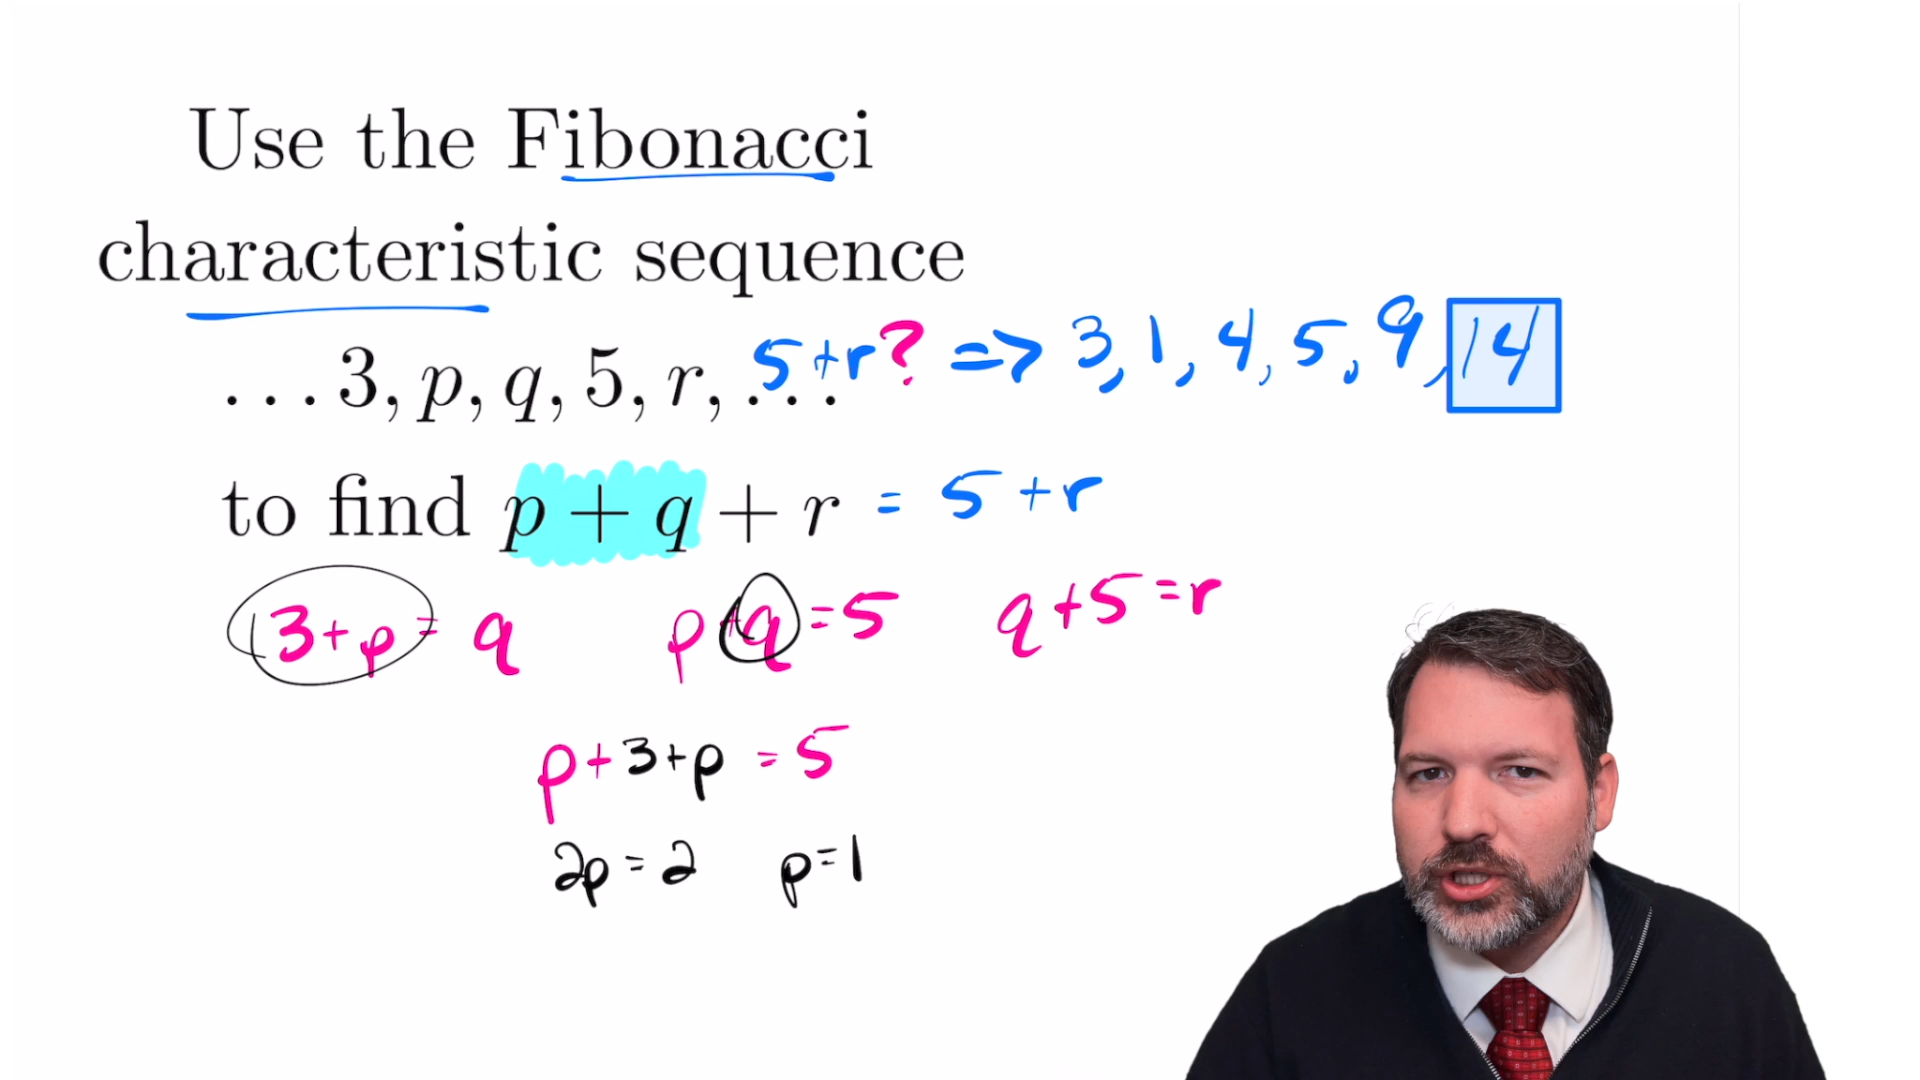 Use the Fibonacci
characteristic sequence
...3, p, q, 5, r, ... 5+r? => 3, 1, 4, 5, 9, 14
to find p + q + r = 5+r
3+p = q p+q = 5 q+5=r
p+3+p = 5
2p = 2 p=1